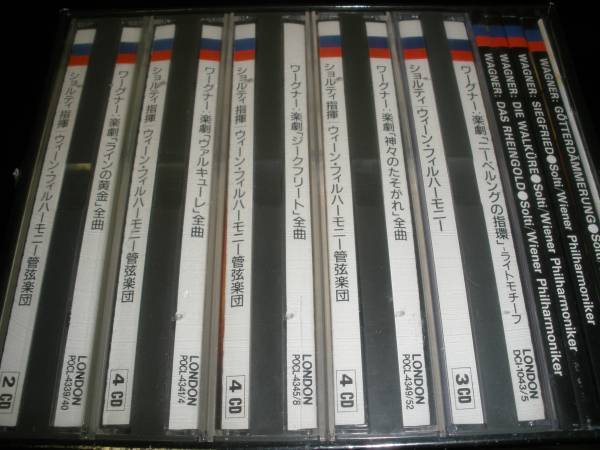 ショルティ指揮 ウィーン・フィルハーモニー管弦楽団
2 CD
ワーグナー:楽劇「ラインの黄金」全曲
LONDON
POCL-4339/40
ショルティ指揮 ウィーン・フィルハーモニー管弦楽団
4 CD
ワーグナー:楽劇「ヴァルキューレ」全曲
LONDON
POCL-4341/4
ショルティ指揮 ウィーン・フィルハーモニー管弦楽団
4 CD
ワーグナー:楽劇「ジークフリート」全曲
LONDON
POCL-4345/8
ショルティ指揮 ウィーン・フィルハーモニー管弦楽団
4 CD
ワーグナー:楽劇「神々のたそがれ」全曲
LONDON
POCL-4349/52
ショルティ・ウィーン・フィルハーモニー
3 CD
ワーグナー:楽劇「ニーベルングの指環」-ライトモチーフ
LONDON
DCI-1043/5
WAGNER: DAS RHEINGOLD●Solti/Wiener Philharmoniker
WAGNER: DIE WALKÜRE●Solti/Wiener Philharmoniker
WAGNER: SIEGFRIED●Solti/Wiener Philharmoniker
WAGNER: GÖTTERDÄMMERUNG●Solti